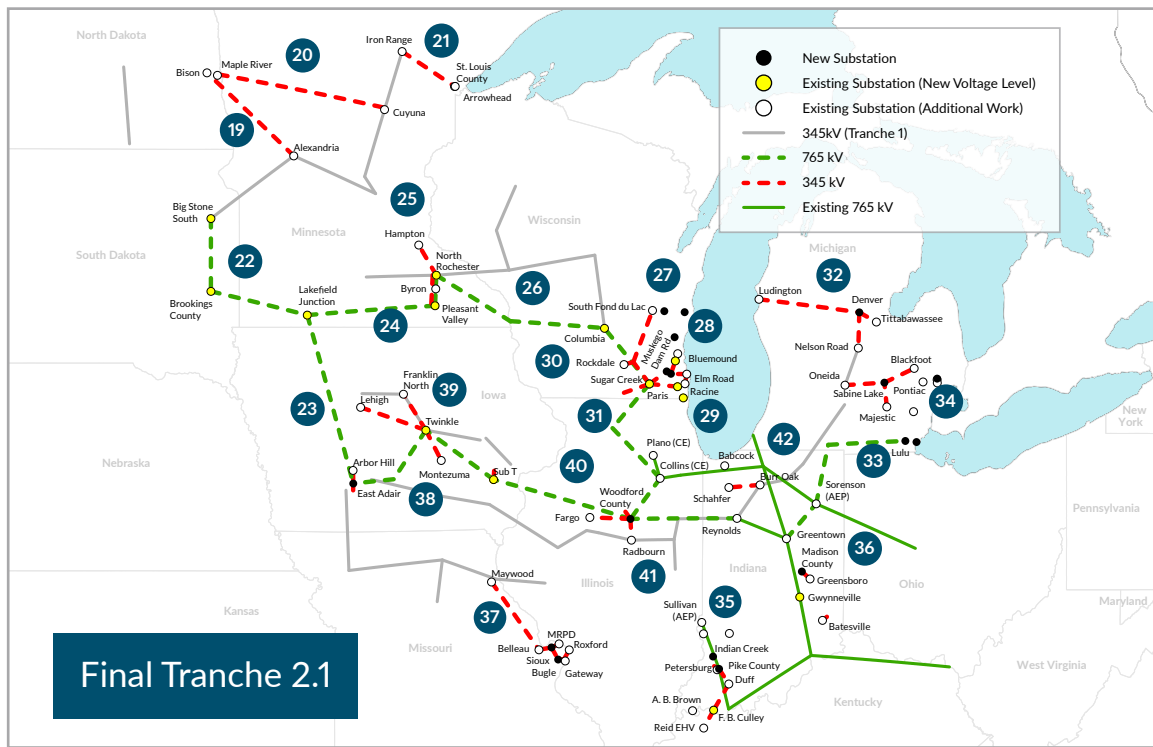 North Dakota
20
Iron Range
21
Bison
Maple River
St. Louis
County
Arrowhead
Cuyuna
19
Alexandria
New Substation
Existing Substation (New Voltage Level)
Existing Substation (Additional Work)
345kV (Tranche 1)
765 kV
345 kV
Existing 765 kV
Big Stone
South
25
Hampton
Minnesota
Wisconsin
South Dakota
22
North
Rochester
Byron
Michigan
27
32
Brookings
County
Lakefield
Junction
24
Pleasant
Valley
26
South Fond du Lac
Columbia
28
Ludington
Denver
Tittabawassee
Nelson Road
30
Rockdale
Muskego
Dam Rd
Bluemound
Elm Road
Sugar Creek
Paris
Racine
29
Oneida
Blackfoot
Sabine Lake
Pontiac
34
Majestic
New
York
Franklin
North
39
Lehigh
Iowa
23
Twinkle
31
Plano (CE)
42
Babcock
Collins (CE)
33
Lulu
Nebraska
Arbor Hill
Montezuma
Sub T
40
East Adair
38
Woodford
County
Schahfer
Burr Oak
Sorenson
(AEP)
Fargo
Reynolds
Pennsylvania
Radbourn
Greentown
36
Madison
County
Greensboro
Indiana
Ohio
41
Illinois
Maywood
37
Kansas
Missouri
Sullivan
(AEP)
35
Gwynneville
Batesville
Maryland
MRPD
Roxford
Belleau
Sioux
Bugle
Gateway
Indian Creek
Petersburg
Pike County
Duff
West Virginia
A. B. Brown
F. B. Culley
Reid EHV
Kentucky
Final Tranche 2.1